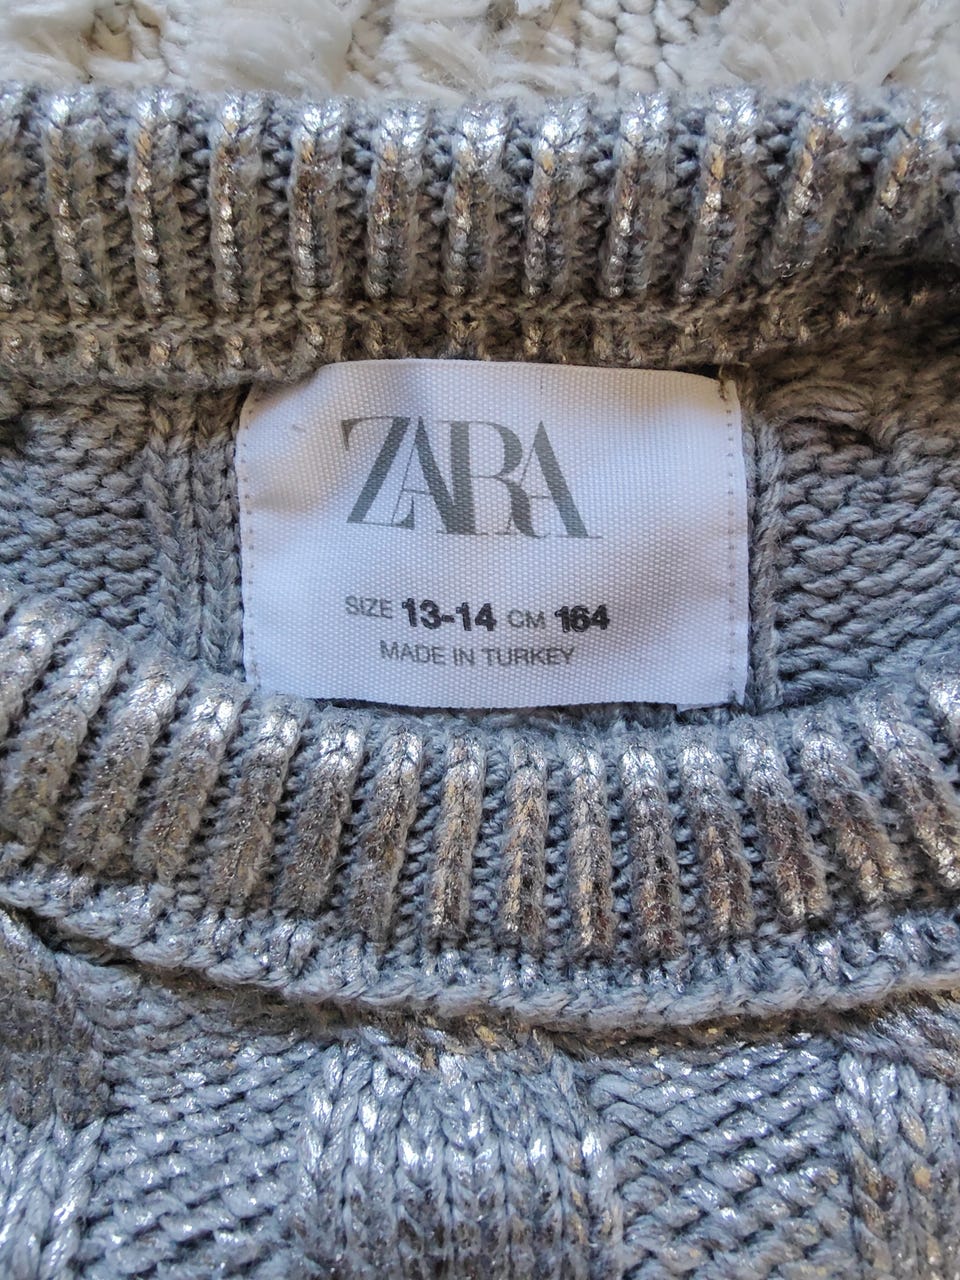 ZARA
SIZE 13-14 CM 164
MADE IN TURKEY